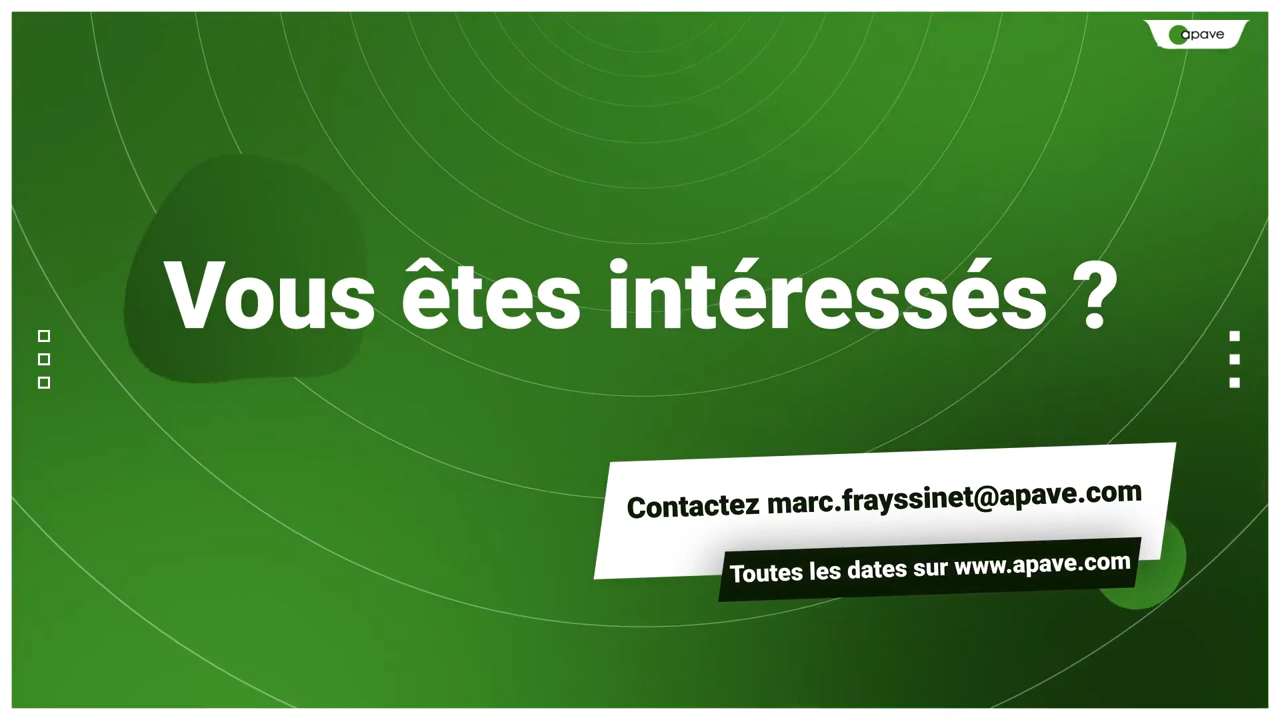 apave
Vous êtes intéressés ?
Contactez marc.frayssinet@apave.com
Toutes les dates sur www.apave.com